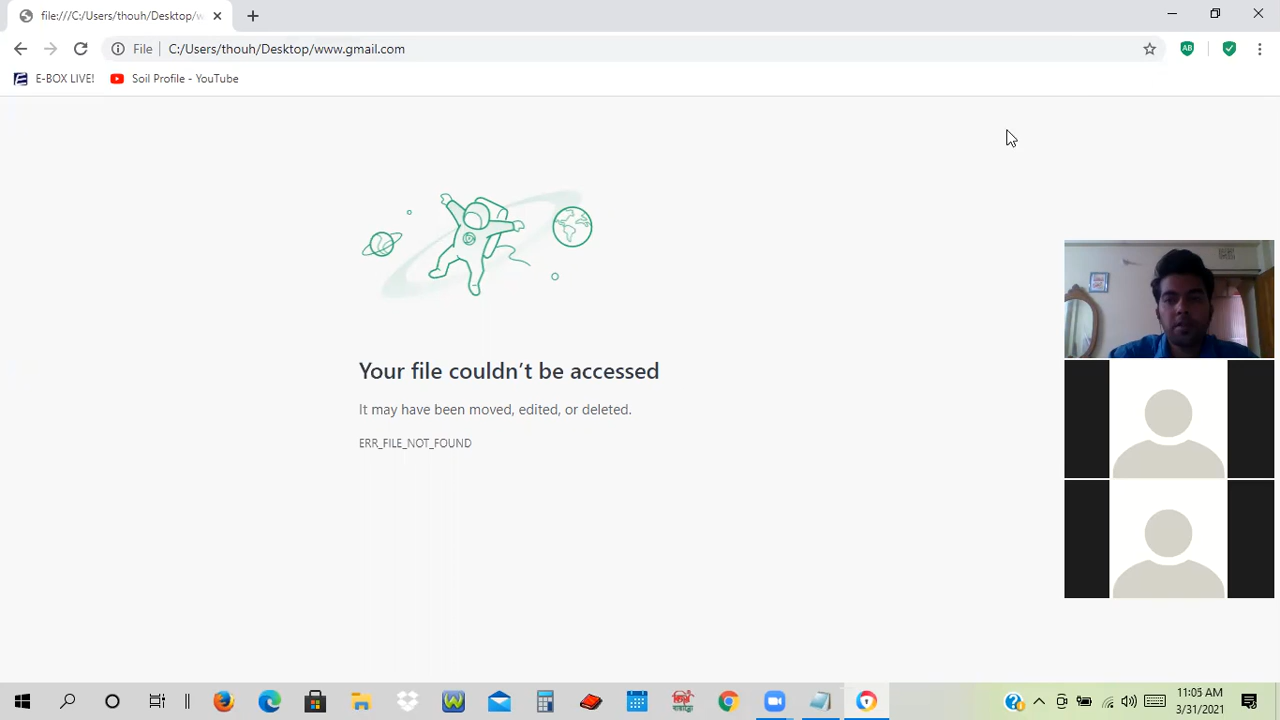 file:///C:/Users/thouh/Desktop/w
File
C:/Users/thouh/Desktop/www.gmail.com
E-BOX LIVE!
Soil Profile - YouTube
Your file couldn’t be accessed
It may have been moved, edited, or deleted.
ERR_FILE_NOT_FOUND
11:05 AM
3/31/2021